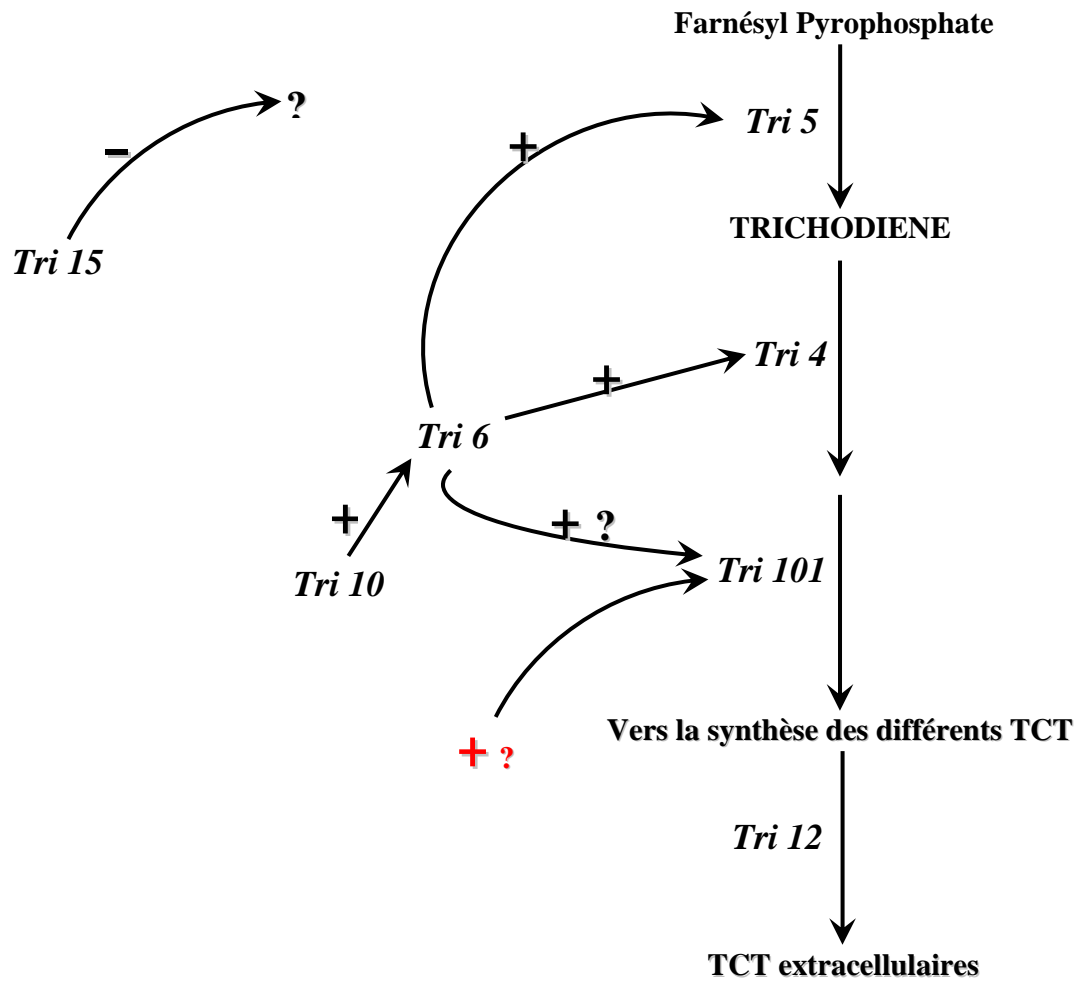 Farnésyl Pyrophosphate
?
Tri 5
+
–
TRICHODIENE
Tri 15
Tri 4
+
Tri 6
+
+ ?
Tri 101
Tri 10
Vers la synthèse des différents TCT
+ ?
Tri 12
TCT extracellulaires